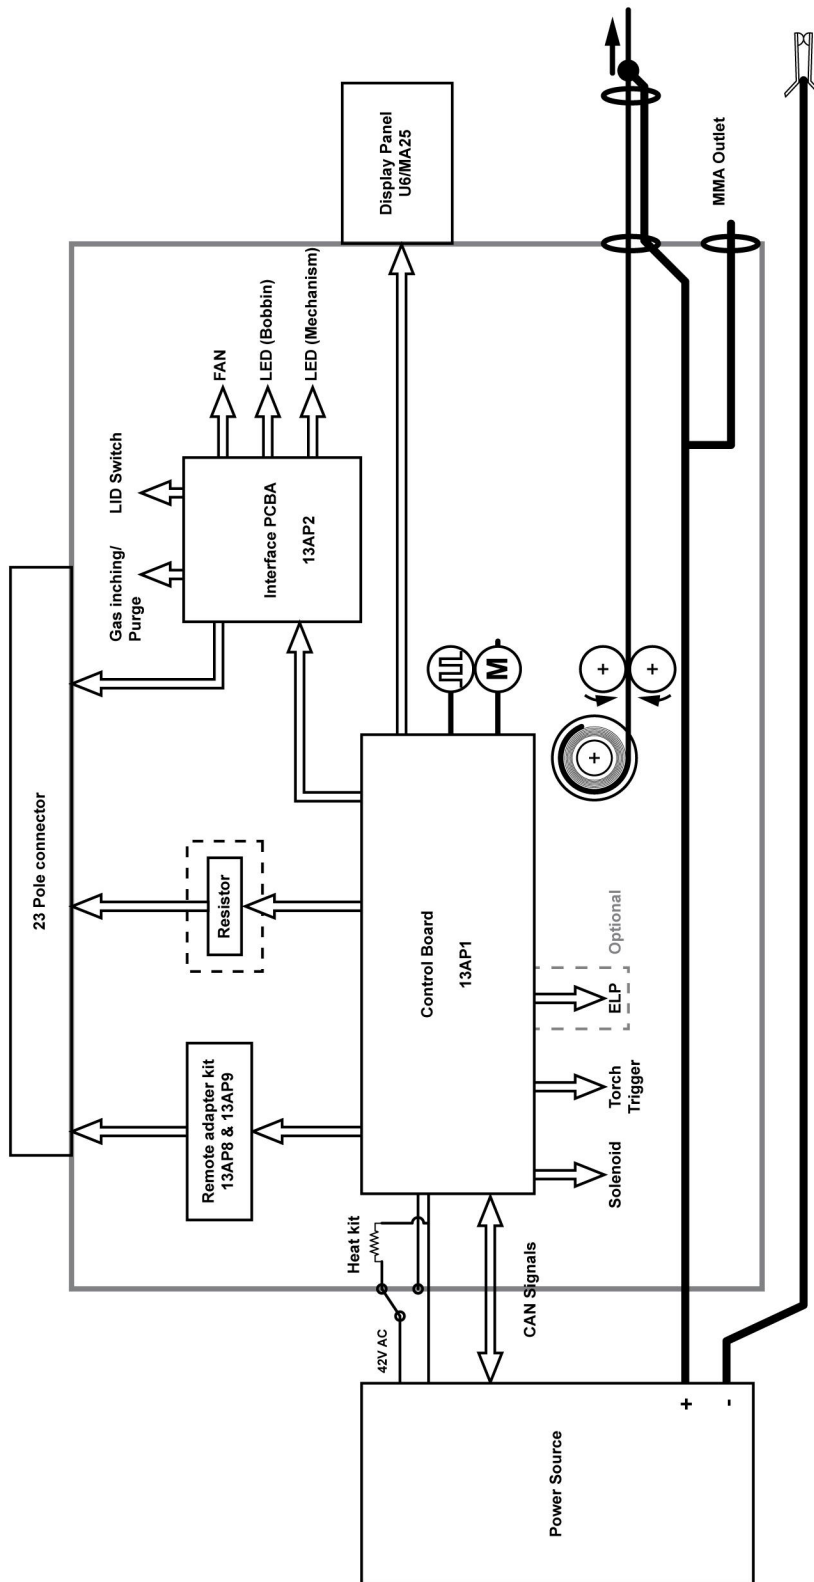 23 Pole connector
Remote adapter kit
13AP8 & 13AP9
Resistor
Gas inching/
Purge
LID Switch
Interface PCBA
13AP2
FAN
LED (Bobbin)
LED (Mechanism)
Display Panel
U6/MA25
Heat kit
42V AC
Control Board
13AP1
M
CAN Signals
Solenoid
Torch
Trigger
ELP
Optional
+
+
+
MMA Outlet
Power Source
+
-